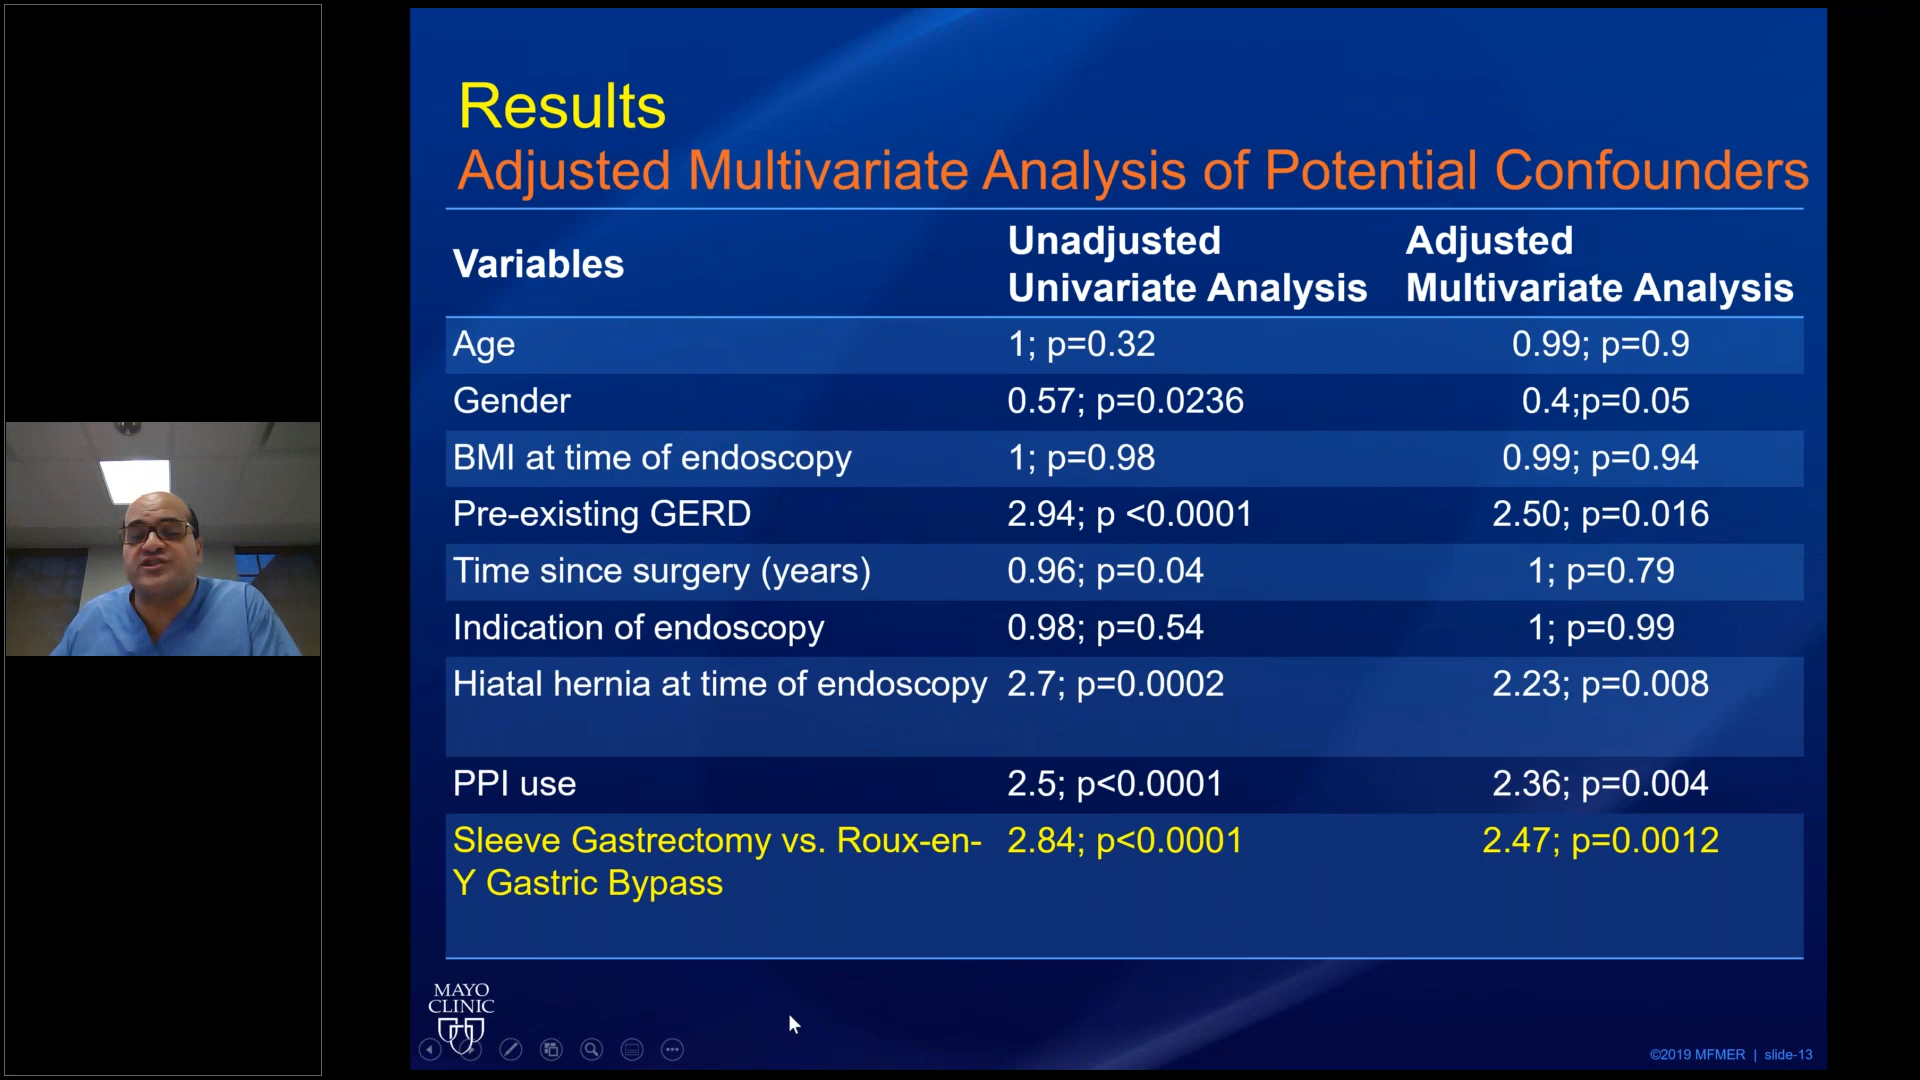 Results
Adjusted Multivariate Analysis of Potential Confounders
Variables
Unadjusted
Univariate Analysis
Adjusted
Multivariate Analysis
Age 1; p=0.32 0.99; p=0.9
Gender 0.57; p=0.0236 0.4;p=0.05
BMI at time of endoscopy 1; p=0.98 0.99; p=0.94
Pre-existing GERD 2.94; p <0.0001 2.50; p=0.016
Time since surgery (years) 0.96; p=0.04 1; p=0.79
Indication of endoscopy 0.98; p=0.54 1; p=0.99
Hiatal hernia at time of endoscopy 2.7; p=0.0002 2.23; p=0.008
PPI use 2.5; p<0.0001 2.36; p=0.004
Sleeve Gastrectomy vs. Roux-en- 2.84; p<0.0001 2.47; p=0.0012
Y Gastric Bypass
MAYO
CLINIC
©2019 MFMER | slide-13